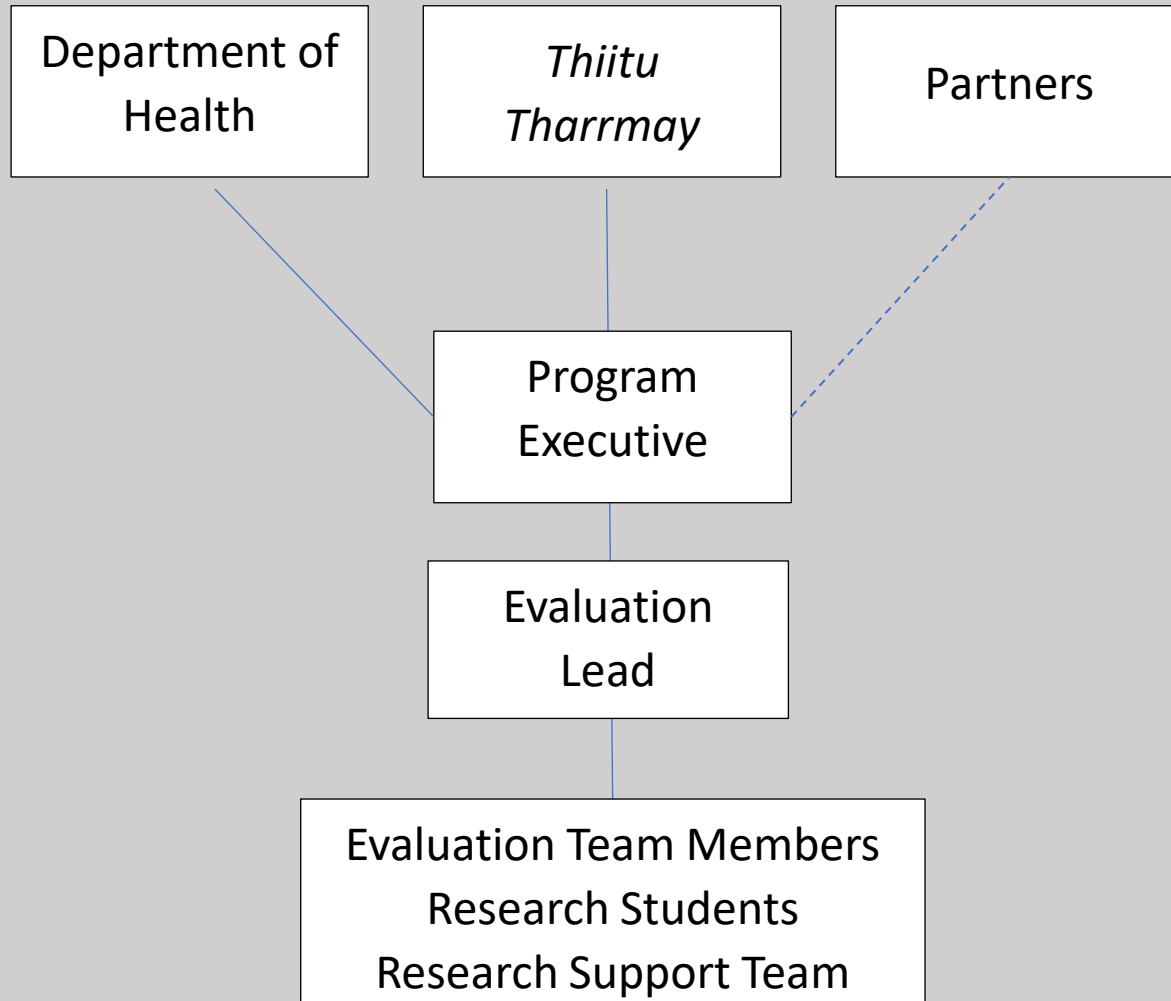 Department of
Health
Thiitu
Tharrmay
Partners
Program
Executive
Evaluation
Lead
Evaluation Team Members
Research Students
Research Support Team